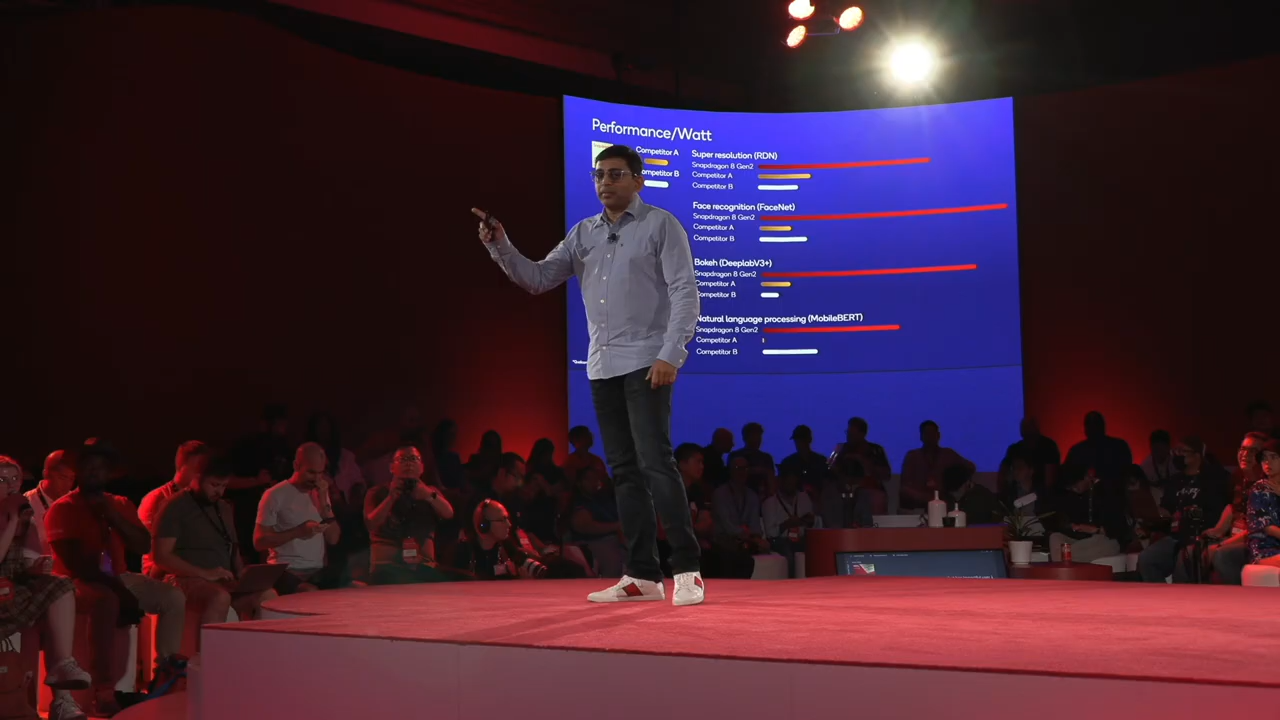 Performance/Watt
Competitor A
Competitor B
Super resolution (RDN)
Snapdragon 8 Gen2
Competitor A
Competitor B
Face recognition (FaceNet)
Snapdragon 8 Gen2
Competitor A
Competitor B
Bokeh (DeeplabV3+)
Snapdragon 8 Gen2
Competitor A
Competitor B
Natural language processing (MobileBERT)
Snapdragon 8 Gen2
Competitor A
Competitor B